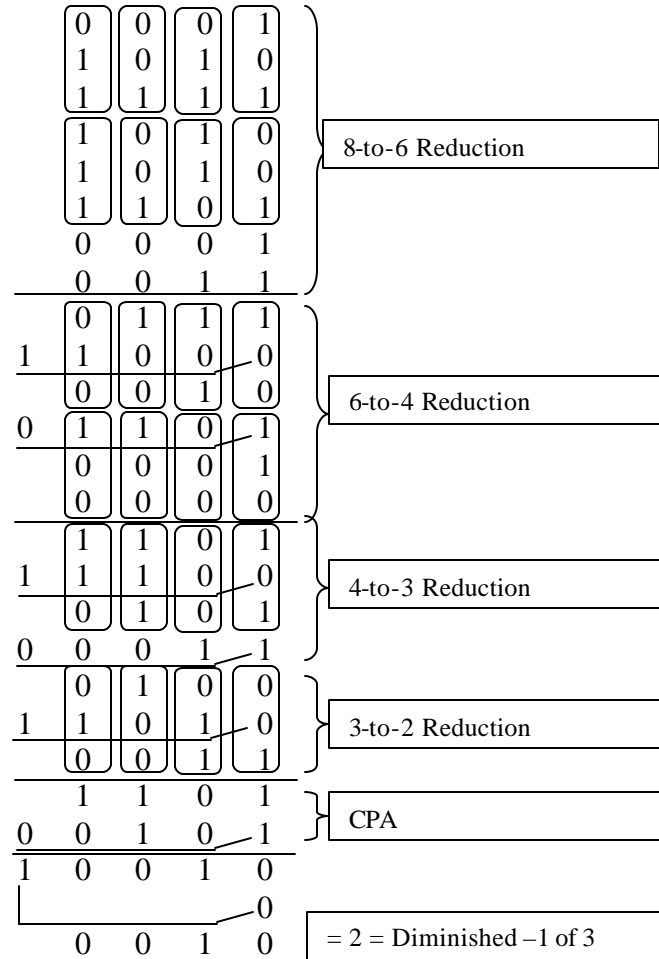 0 0 0 1
1 0 1 0
1 1 1 1
1 0 1 0
8-to-6 Reduction
1 0 1 0
1 1 0 1
0 0 0 1
0 0 1 1
0 1 1 1
1 1 0 0 0
0 0 1 0
6-to-4 Reduction
0 1 1 0 1
0 0 0 1
0 0 0 0
1 1 0 1
1 1 1 0 0
4-to-3 Reduction
0 1 0 1
0 0 0 1 1
0 1 0 0
1 1 0 1 0
3-to-2 Reduction
0 0 1 1
1 1 0 1
CPA
0 0 1 0 1
1 0 0 1 0
0
0 0 1 0
= 2 = Diminished –1 of 3